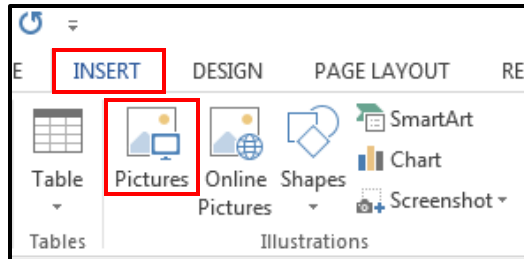 E INSERT DESIGN PAGE LAYOUT RE
Table
Pictures
Online Pictures
Shapes
SmartArt
Chart
Screenshot
Tables
Illustrations